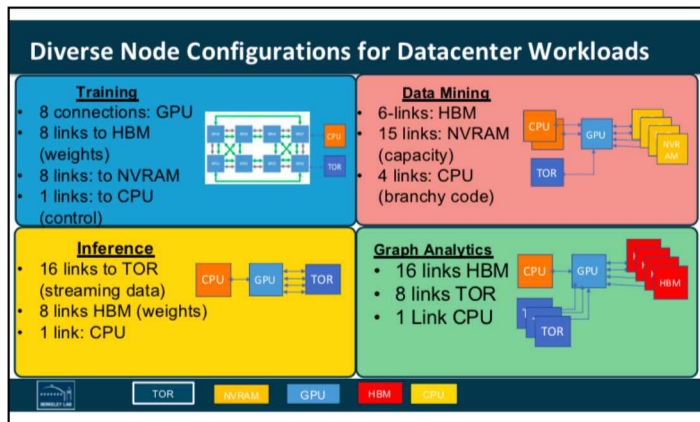 Diverse Node Configurations for Datacenter Workloads
Training
• 8 connections: GPU
• 8 links to HBM
(weights)
• 8 links: to NVRAM
• 1 links: to CPU
(control)
CPU
TOR
Data Mining
• 6-links: HBM
• 15 links: NVRAM
(capacity)
• 4 links: CPU
(branchy code)
CPU
GPU
NVR
AM
TOR
Inference
• 16 links to TOR
(streaming data)
• 8 links HBM (weights)
• 1 link: CPU
CPU
GPU
TOR
Graph Analytics
• 16 links HBM
• 8 links TOR
• 1 Link CPU
CPU
GPU
HBM
TOR
BERKELEY LAB
TOR
NVRAM
GPU
HBM
CPU